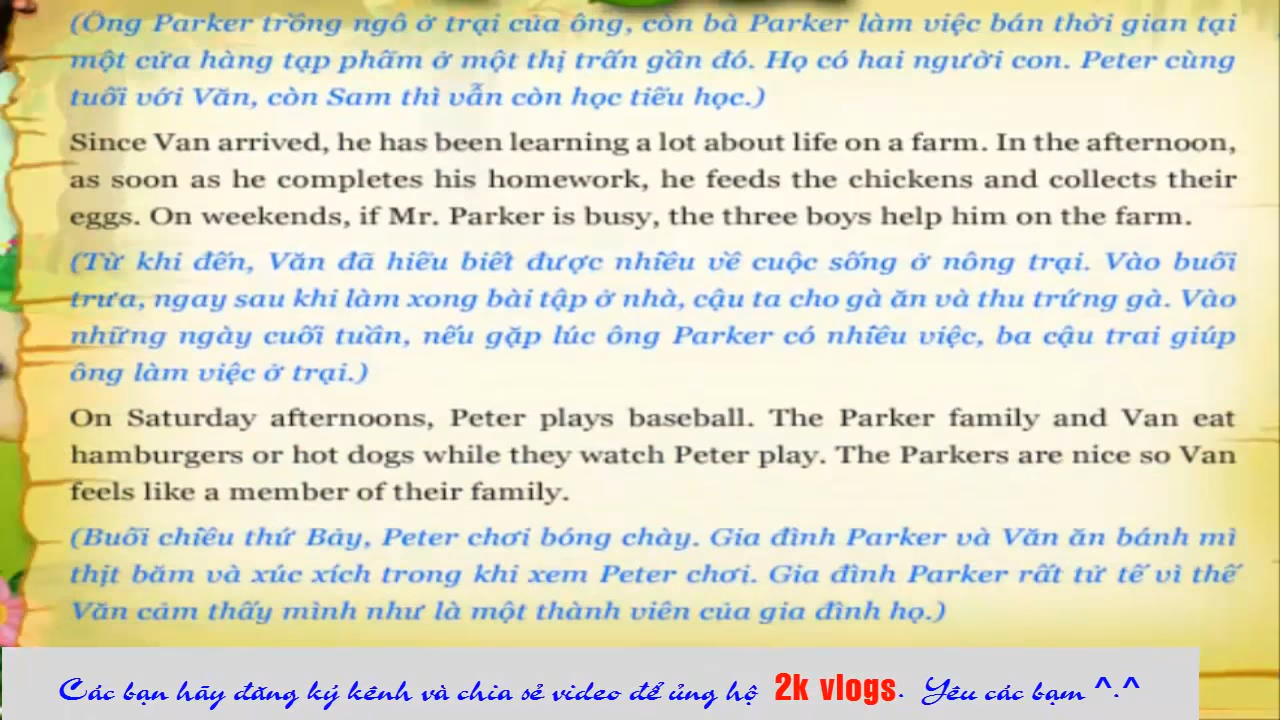 (Ông Parker trồng ngô ở trại của ông, còn bà Parker làm việc bán thời gian tại
một cửa hàng tạp phẩm ở một thị trấn gần đó. Họ có hai người con. Peter cùng
tuổi với Văn, còn Sam thì vẫn còn học tiểu học.)
Since Van arrived, he has been learning a lot about life on a farm. In the afternoon,
as soon as he completes his homework, he feeds the chickens and collects their
eggs. On weekends, if Mr. Parker is busy, the three boys help him on the farm.
(Từ khi đến, Văn đã hiểu biết được nhiều về cuộc sống ở nông trại. Vào buổi
trưa, ngay sau khi làm xong bài tập ở nhà, cậu ta cho gà ăn và thu trứng gà. Vào
những ngày cuối tuần, nếu gặp lúc ông Parker có nhiều việc, ba cậu trai giúp
ông làm việc ở trại.)
On Saturday afternoons, Peter plays baseball. The Parker family and Van eat
hamburgers or hot dogs while they watch Peter play. The Parkers are nice so Van
feels like a member of their family.
(Buổi chiều thứ Bảy, Peter chơi bóng chày. Gia đình Parker và Văn ăn bánh mì
thịt băm và xúc xích trong khi xem Peter chơi. Gia đình Parker rất tử tế vì thế
Văn cảm thấy mình như là một thành viên của gia đình họ.)
Các bạn hãy đăng ký kênh và chia sẻ video để ủng hộ 2k vlogs. Yêu các bạm ^.^